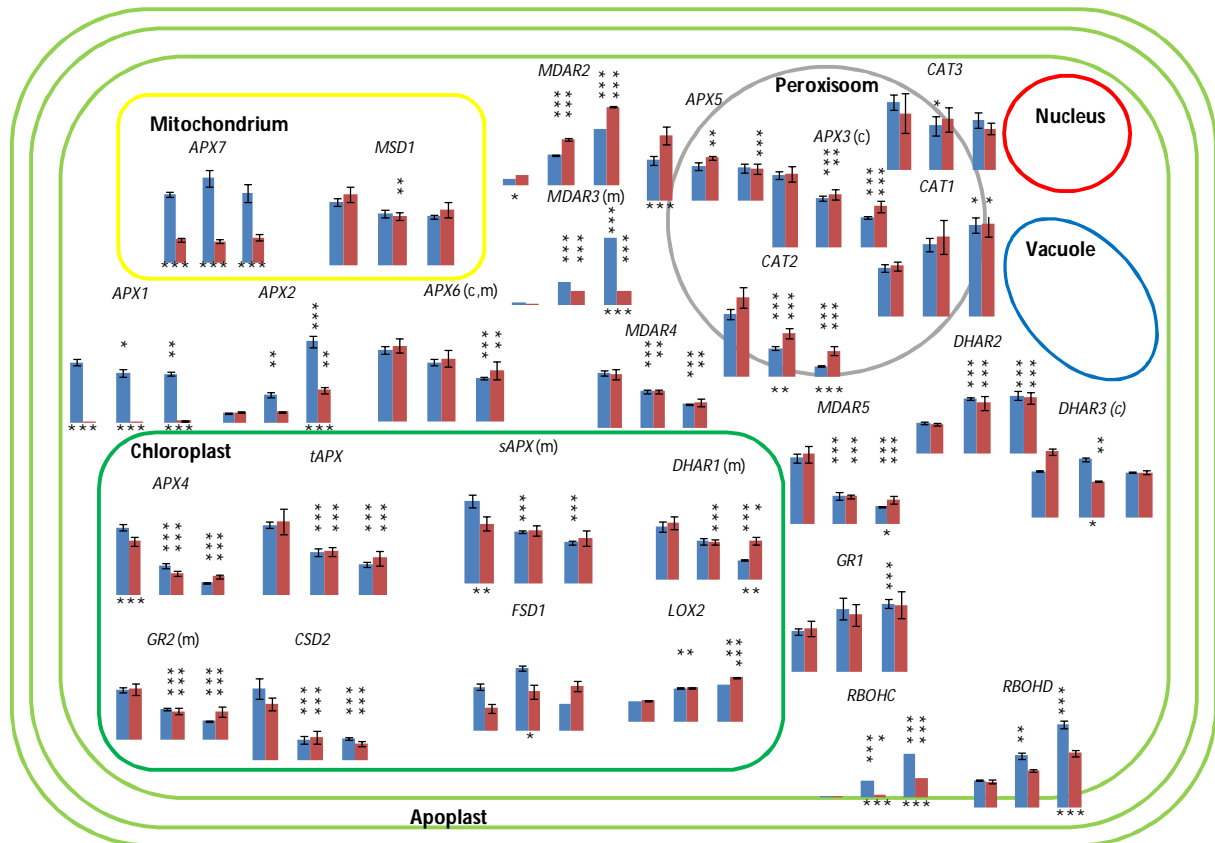 MDAR2
CAT3
Peroxisoom
APX5
Nucleus
Mitochondrium
APX3 (c)
APX7
MSD1
MDAR3 (m)
CAT1
Vacuole
CAT2
APX1
APX2
APX6 (c,m)
MDAR4
DHAR2
MDAR5
DHAR3 (c)
Chloroplast
tAPX
sAPX (m)
DHAR1 (m)
APX4
GR1
FSD1
LOX2
GR2 (m)
CSD2
RBOHC
RBOHD
Apoplast